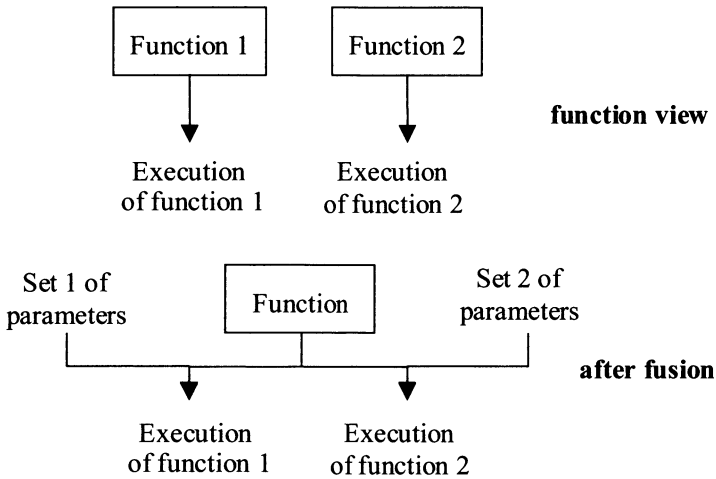 Function 1
Function 2
function view
Execution
of function 1
Execution
of function 2
Set 1 of
parameters
Function
Set 2 of
parameters
after fusion
Execution
of function 1
Execution
of function 2